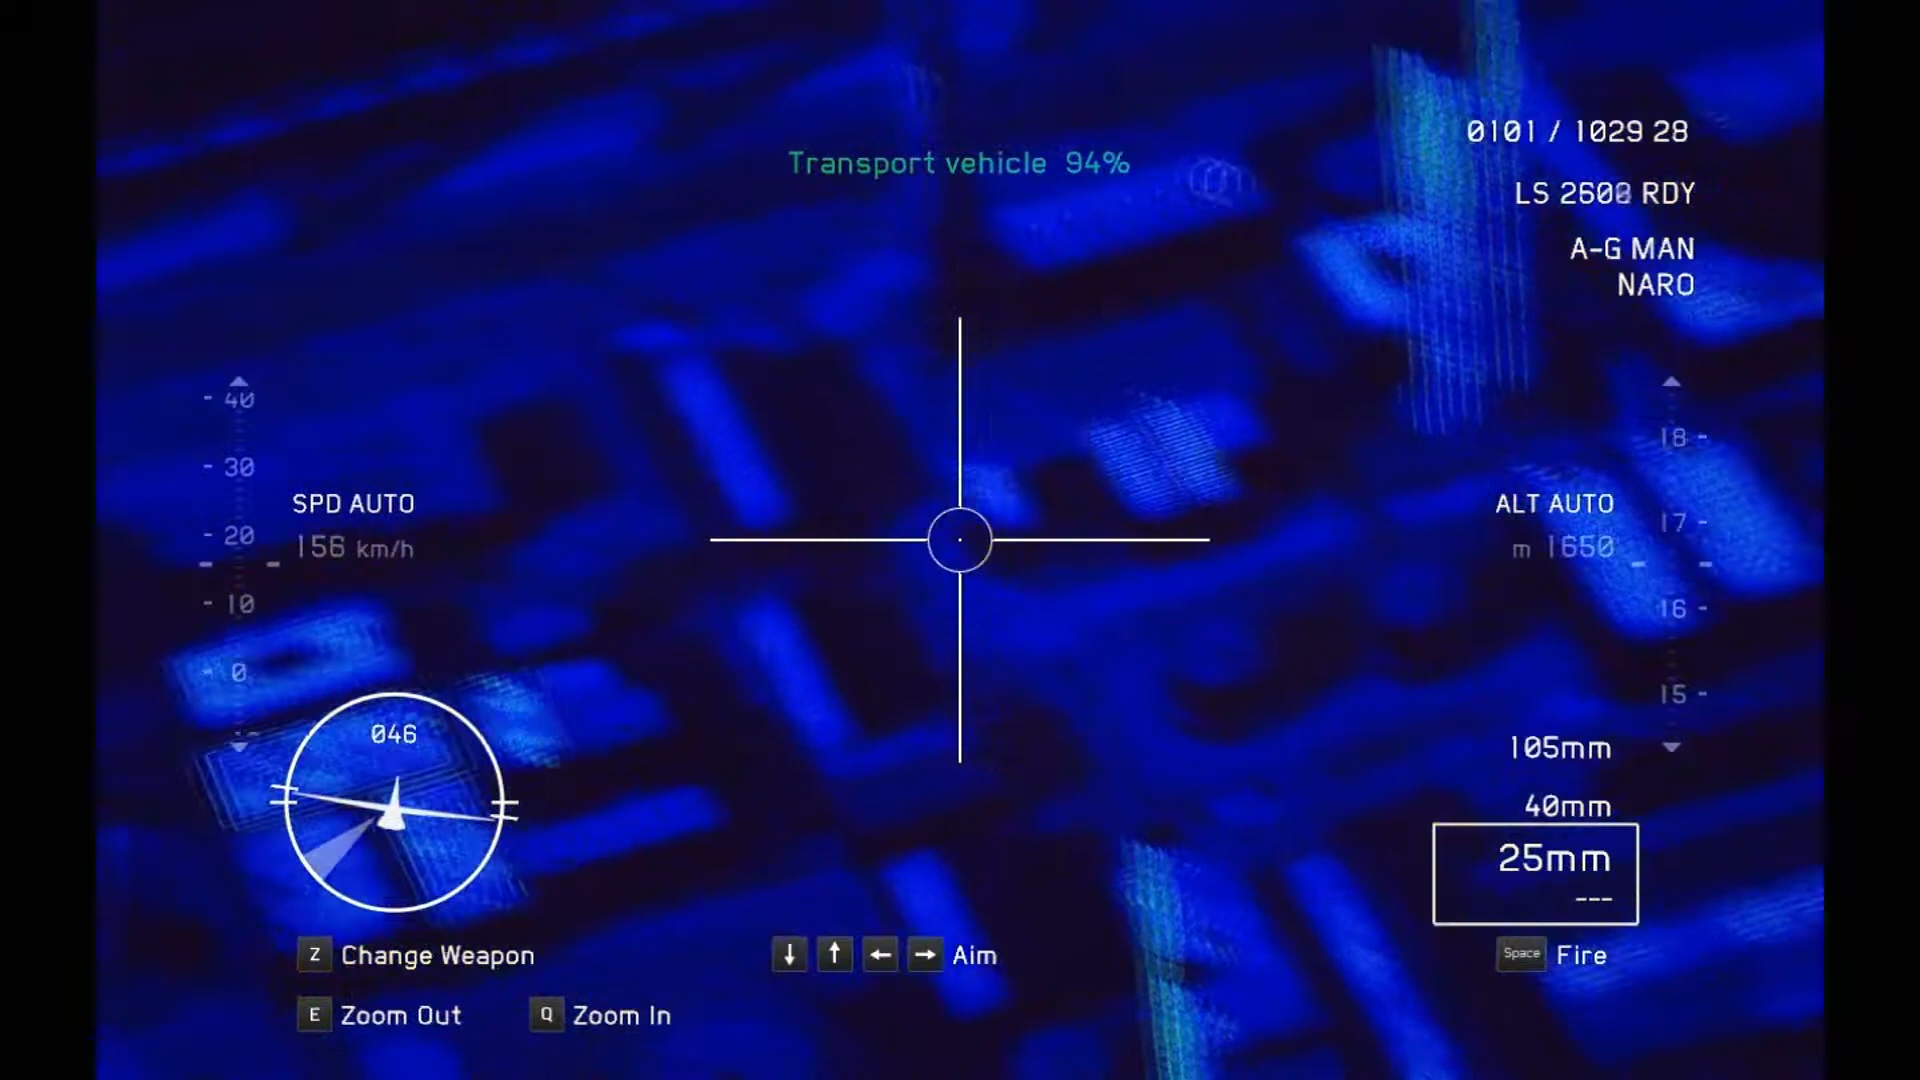 0101 / 1029 28
Transport vehicle 94%
LS 2600 RDY
A-G MAN
NARO
40
30
SPD AUTO
20
156 km/h
10
0
18
ALT AUTO
17
m 1650
16
15
046
105mm
40mm
25mm
---
Z Change Weapon
↓ ↑ ← → Aim
Space Fire
E Zoom Out
Q Zoom In